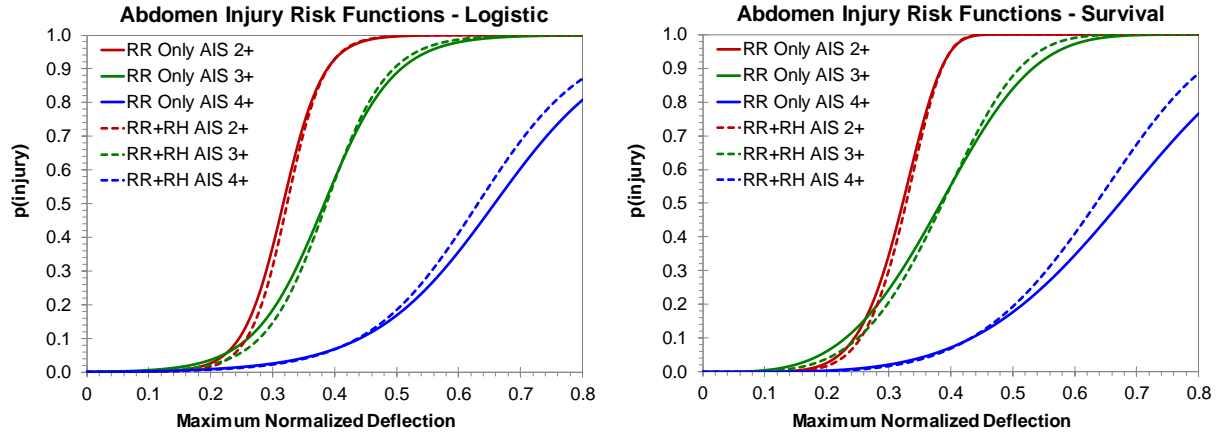 Abdomen Injury Risk Functions - Logistic
p(injury)
1.0
0.9
0.8
0.7
0.6
0.5
0.4
0.3
0.2
0.1
0.0
RR Only AIS 2+
RR Only AIS 3+
RR Only AIS 4+
RR+RH AIS 2+
RR+RH AIS 3+
RR+RH AIS 4+
0 0.1 0.2 0.3 0.4 0.5 0.6 0.7 0.8
Maximum Normalized Deflection
Abdomen Injury Risk Functions - Survival
p(injury)
1.0
0.9
0.8
0.7
0.6
0.5
0.4
0.3
0.2
0.1
0.0
RR Only AIS 2+
RR Only AIS 3+
RR Only AIS 4+
RR+RH AIS 2+
RR+RH AIS 3+
RR+RH AIS 4+
0 0.1 0.2 0.3 0.4 0.5 0.6 0.7 0.8
Maximum Normalized Deflection